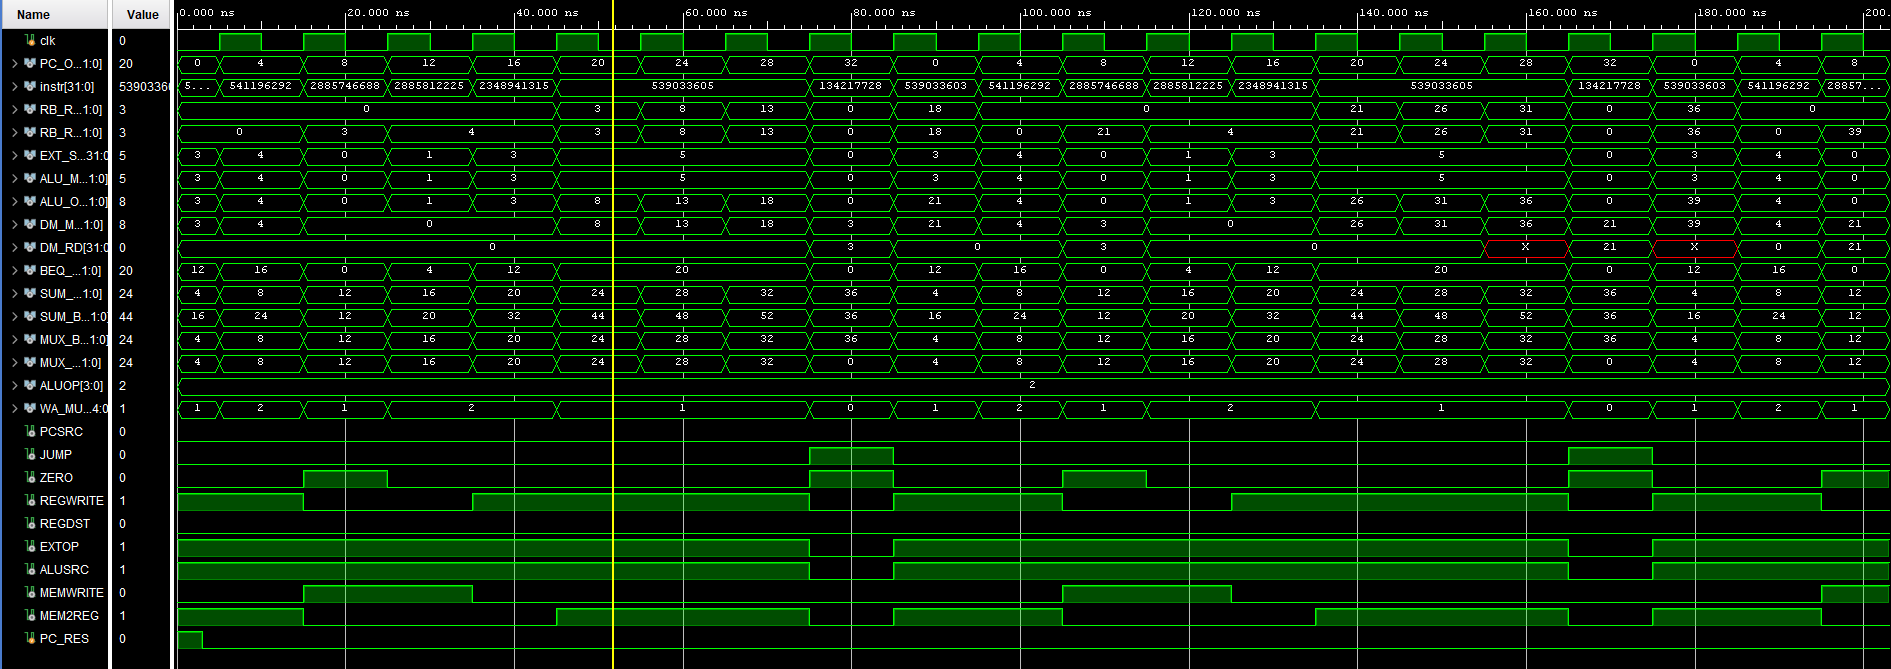 Name Value 0.000 ns 20.000 ns 40.000 ns 60.000 ns 80.000 ns 100.000 ns 120.000 ns 140.000 ns 160.000 ns 180.000 ns 200.
clk 0
PC_O...1:0] 20 0 4 8 12 16 20 24 28 32 0 4 8 12 16 20 24 28 32 0 4 8
instr[31:0] 5390336 5... 541196292 2885746688 2885812225 2348941315 539033605 134217728 539033603 541196292 2885746688 2885812225 2348941315 539033605 134217728 539033603 541196292 28857...
RB_R...1:0] 3 0 3 8 13 0 18 0 21 26 31 0 36 0
RB_R...1:0] 3 0 3 4 3 8 13 0 18 0 21 4 21 26 31 0 36 0 39
EXT_S...31:0 5 3 4 0 1 3 5 0 3 4 0 1 3 5 0 3 4 0
ALU_M...1:0] 5 3 4 0 1 3 5 0 3 4 0 1 3 5 0 3 4 0
ALU_O...1:0] 8 3 4 0 1 3 8 13 18 0 21 4 0 1 3 26 31 36 0 39 4 0
DM_M...1:0] 8 3 4 0 8 13 18 3 21 4 3 0 26 31 36 21 39 4 21
DM_RD[31:0 0 0 3 0 3 0 X 21 X 0 21
BEQ_...1:0] 20 12 16 0 4 12 20 0 12 16 0 4 12 20 0 12 16 0
SUM_...1:0] 24 4 8 12 16 20 24 28 32 36 4 8 12 16 20 24 28 32 36 4 8 12
SUM_B...1:0] 44 16 24 12 20 32 44 48 52 36 16 24 12 20 32 44 48 52 36 16 24 12
MUX_B...1:0] 24 4 8 12 16 20 24 28 32 36 4 8 12 16 20 24 28 32 36 4 8 12
MUX_...1:0] 24 4 8 12 16 20 24 28 32 0 4 8 12 16 20 24 28 32 0 4 8 12
ALUOP[3:0] 2 2
WA_MU...4:0 1 1 2 1 2 1 0 1 2 1 2 1 0 1 2 1
PCSRC 0
JUMP 0
ZERO 0
REGWRITE 1
REGDST 0
EXTOP 1
ALUSRC 1
MEMWRITE 0
MEM2REG 1
PC_RES 0